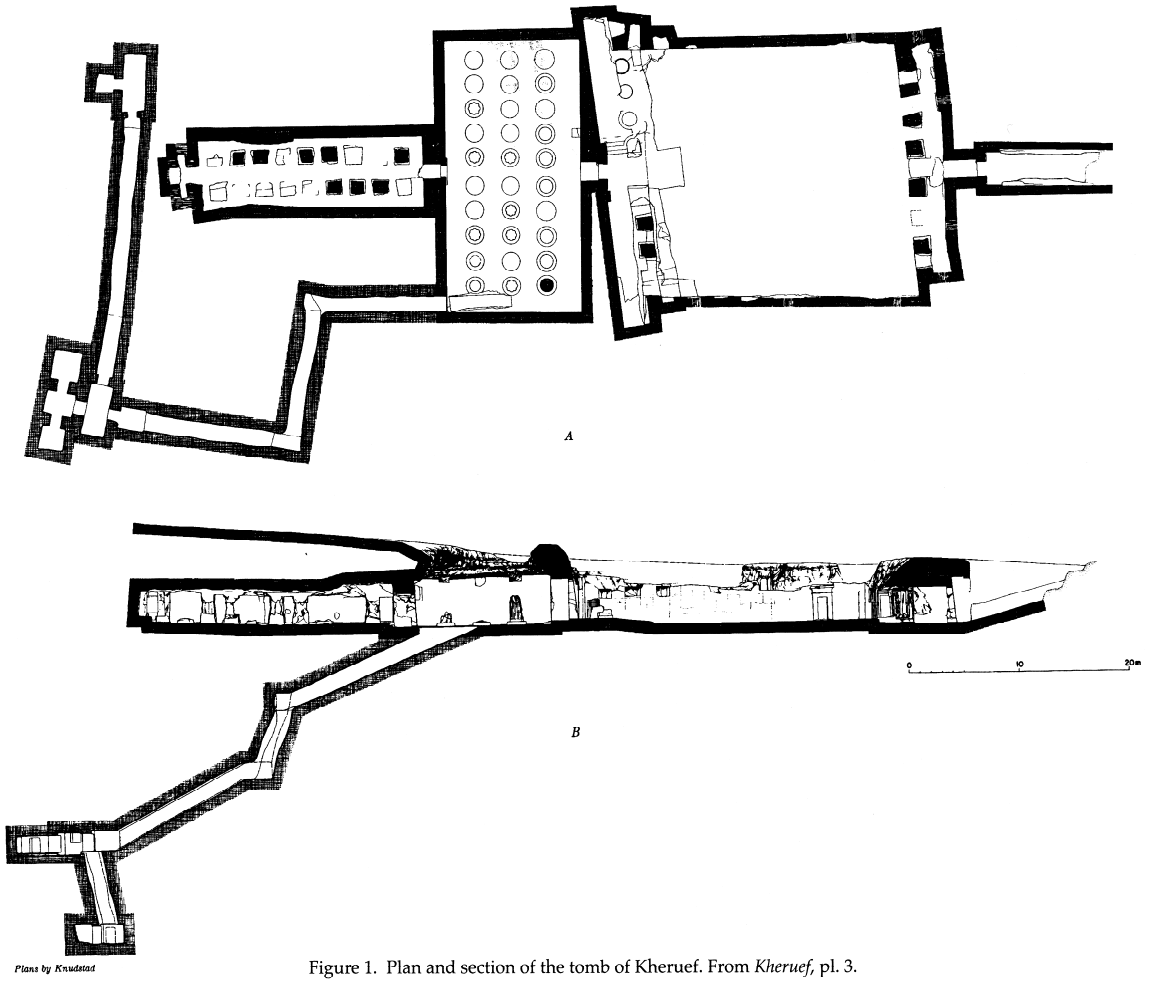 A
0 10 20m
B
Plans by Knudstad
Figure 1. Plan and section of the tomb of Kheruef. From Kheruef, pl. 3.